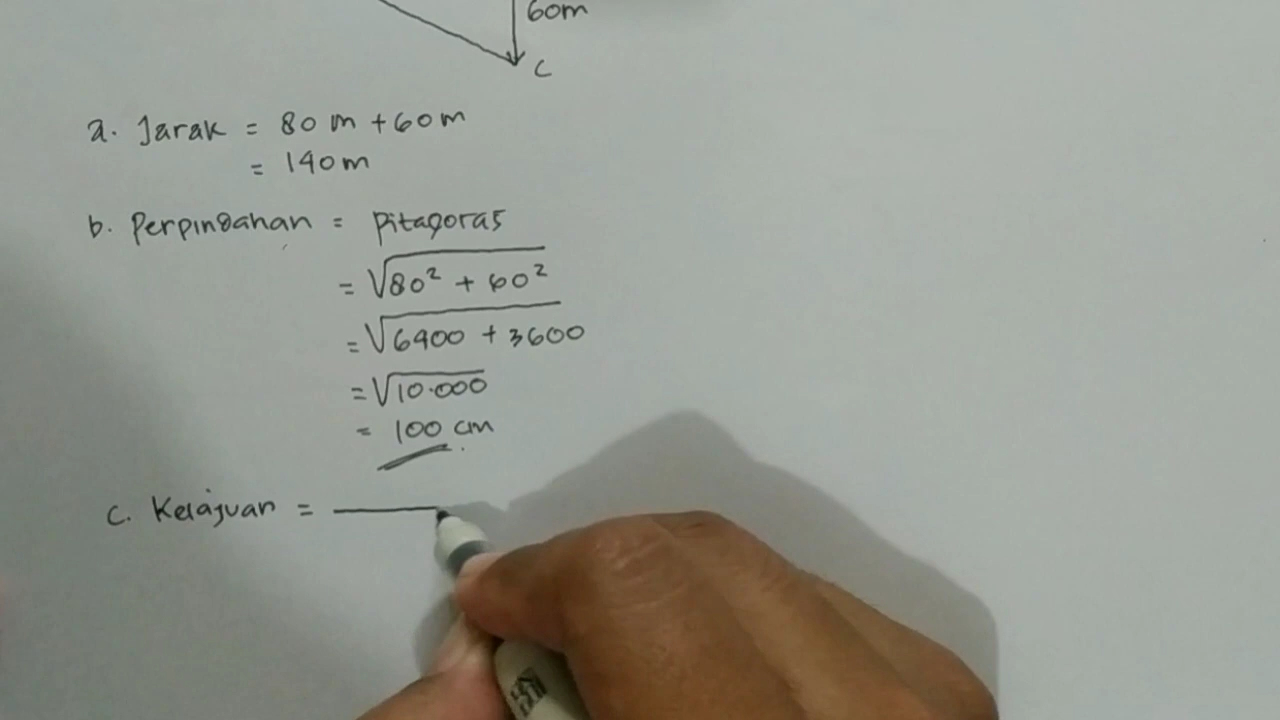 60m
C
a. Jarak = 80 m + 60 m
= 140 m
b. Perpindahan = Pitagoras
= √80² + 60²
= √6400 + 3600
= √10.000
= 100 cm
c. Kelajuan =